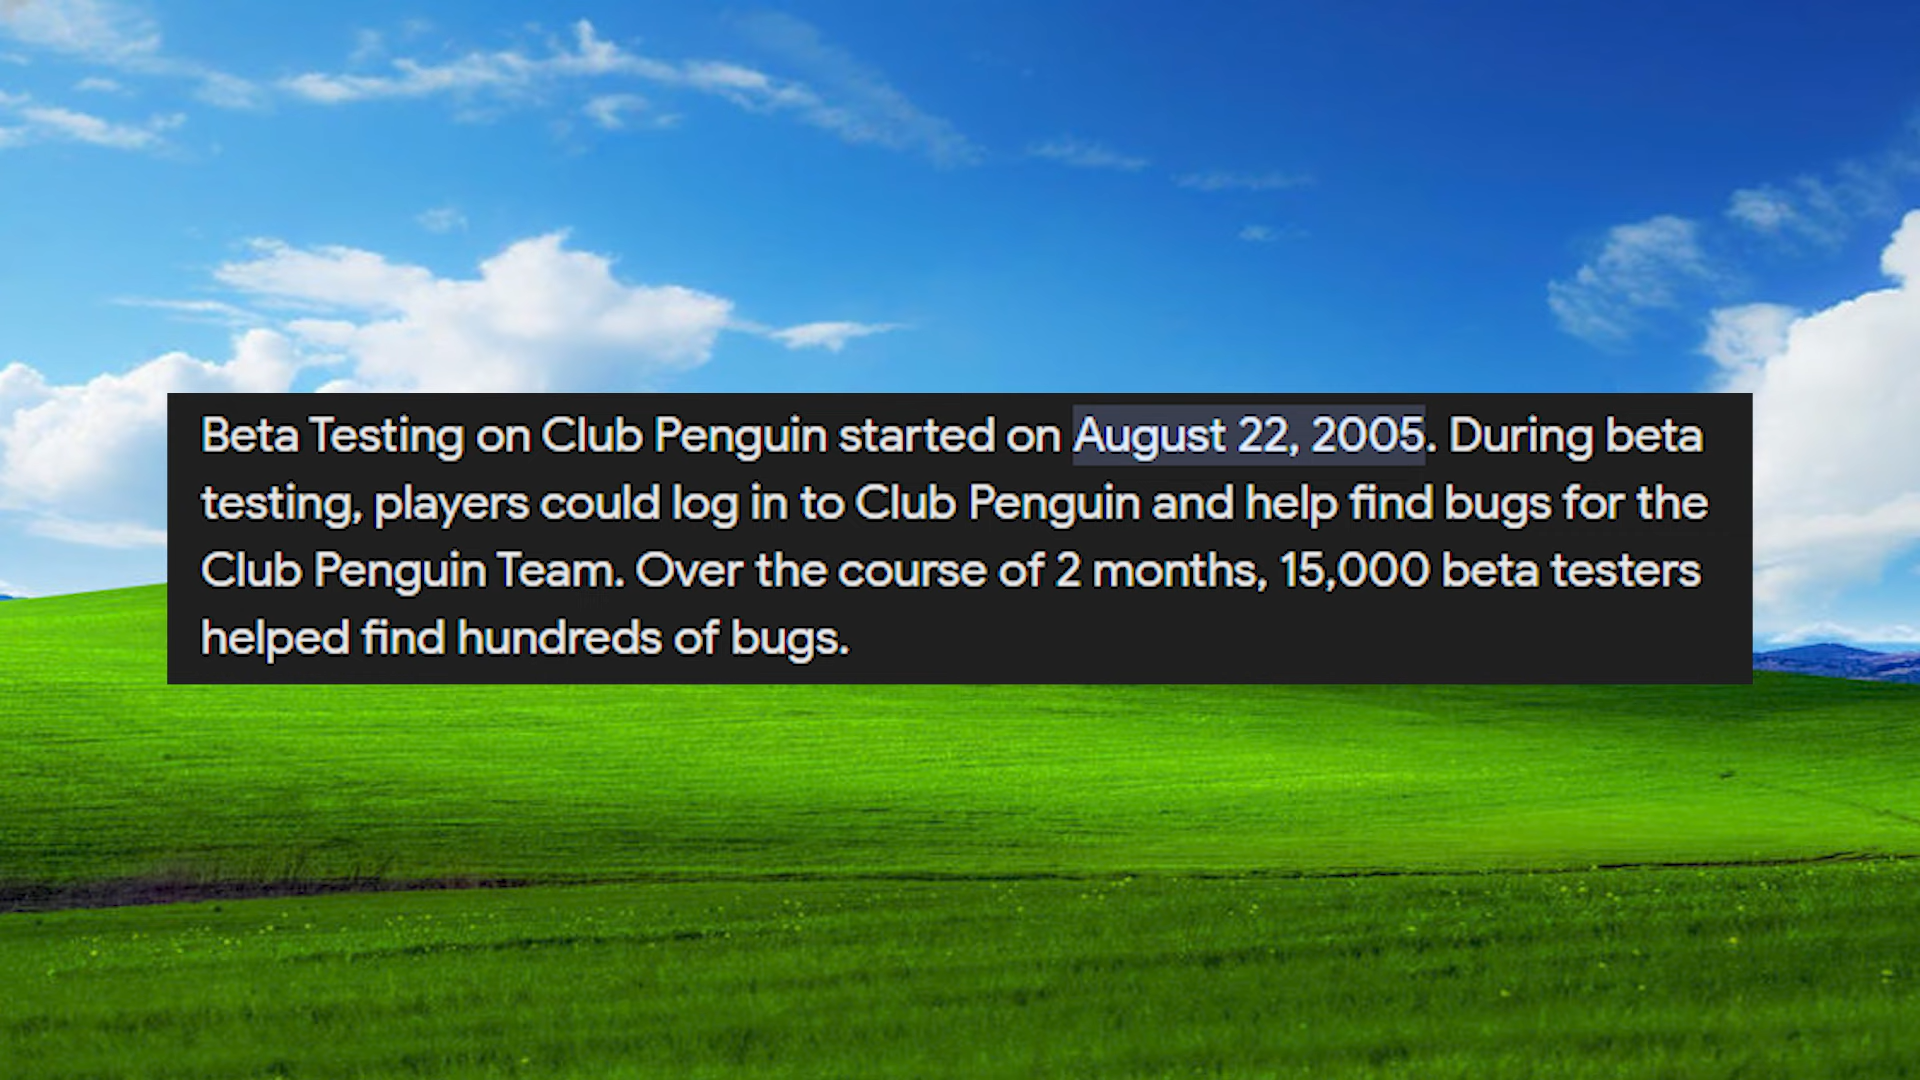 Beta Testing on Club Penguin started on August 22, 2005. During beta
testing, players could log in to Club Penguin and help find bugs for the
Club Penguin Team. Over the course of 2 months, 15,000 beta testers
helped find hundreds of bugs.